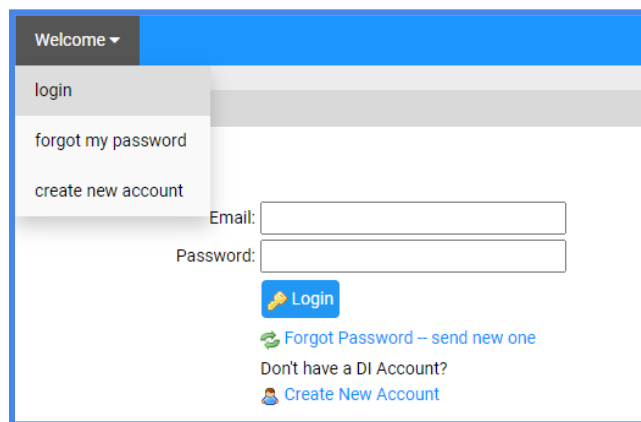 Welcome
login
forgot my password
create new account
Email:
Password:
Login
Forgot Password -- send new one
Don't have a DI Account?
Create New Account